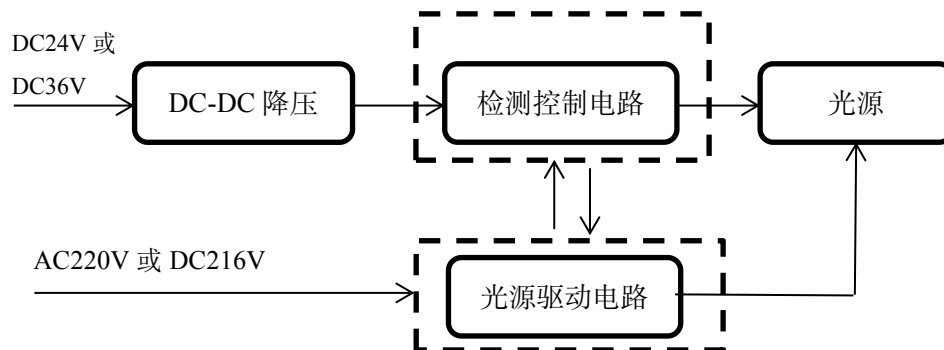 DC24V 或
DC36V
DC-DC 降压
检测控制电路
光源
AC220V 或 DC216V
光源驱动电路